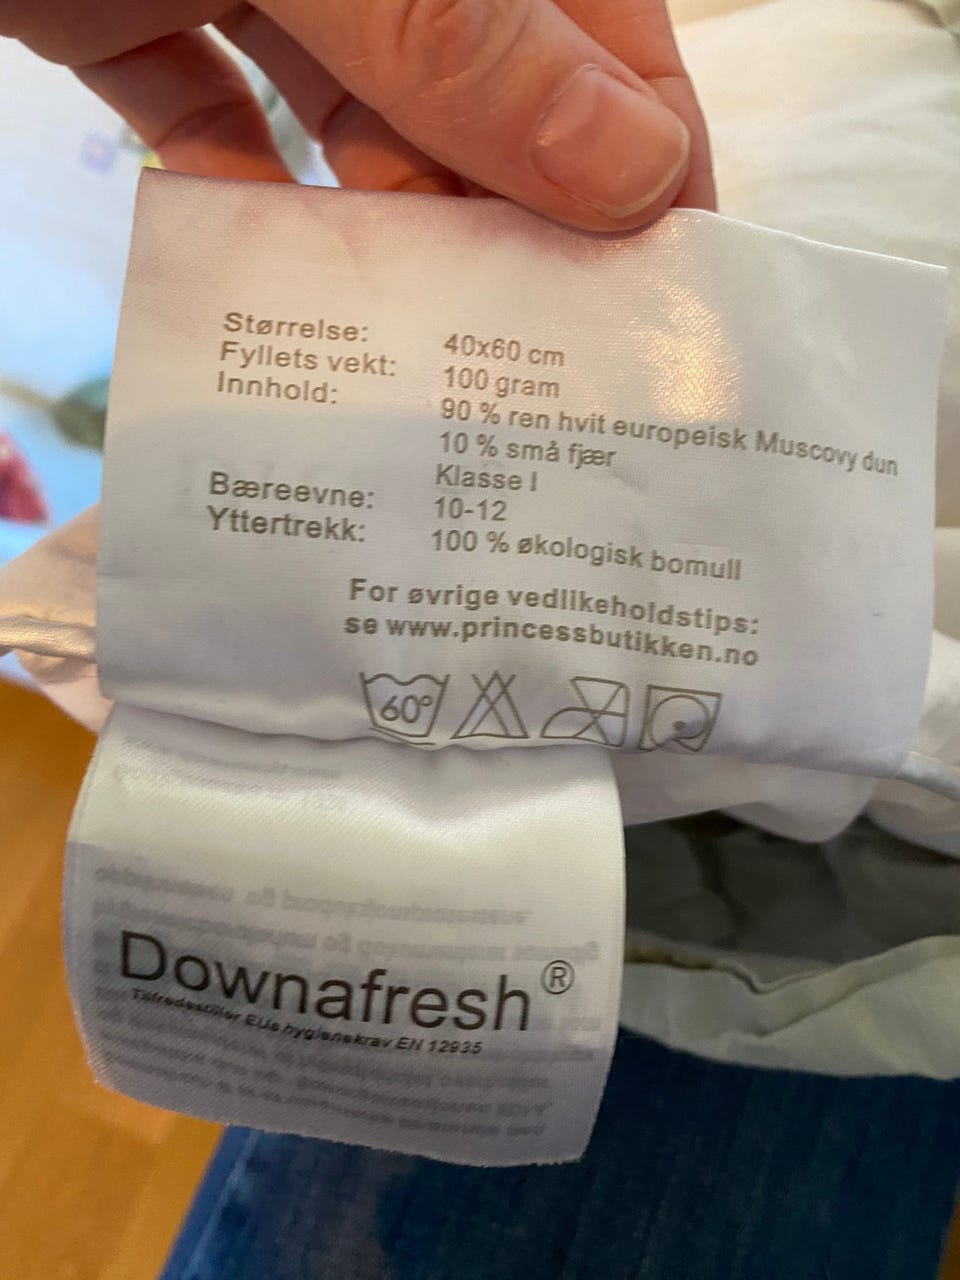 Størrelse: 40x60 cm
Fyllets vekt: 100 gram
Innhold: 90 % ren hvit europeisk Muscovy dun
10 % små fjær
Klasse I
Bæreevne: 10-12
Yttertrekk: 100 % økologisk bomull
For øvrige vedlikeholdstips:
se www.princessbutikken.no
60°
Downafresh®
Tilfredsstiller EUs hygienskrav EN 12935